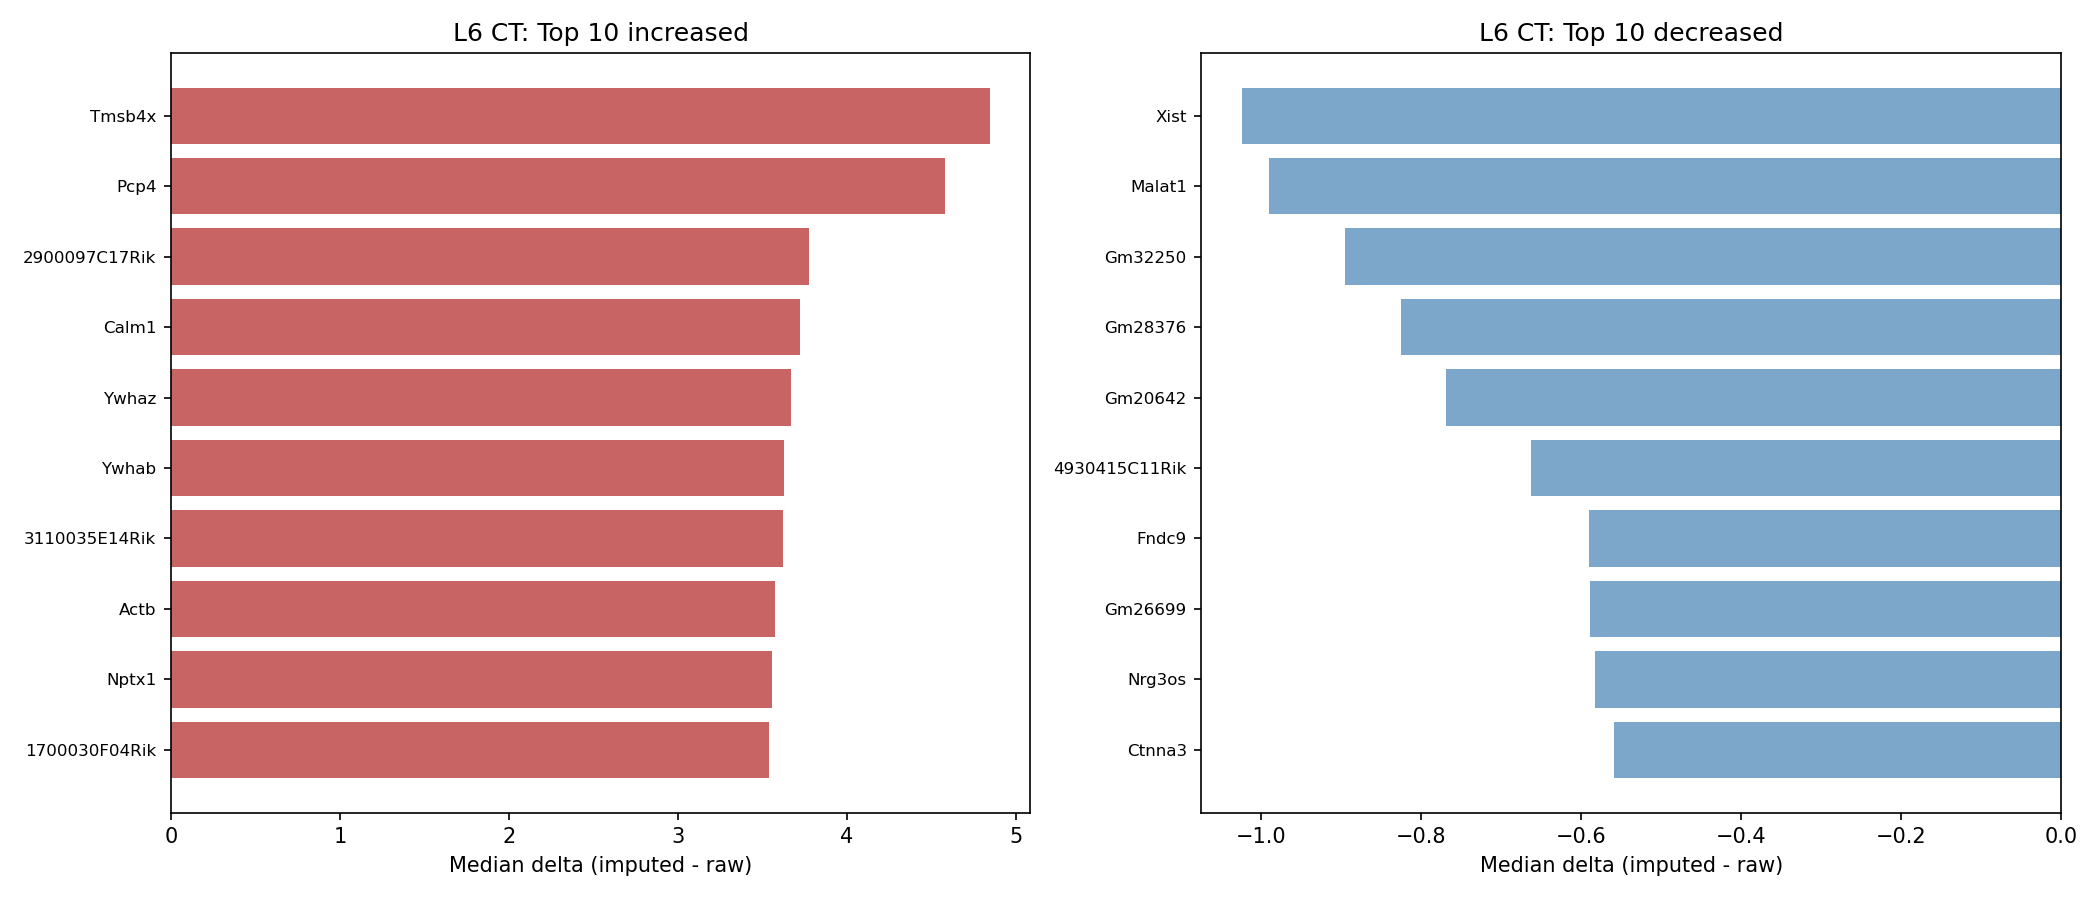 L6 CT: Top 10 increased
Tmsb4x
Pcp4
2900097C17Rik
Calm1
Ywhaz
Ywhab
3110035E14Rik
Actb
Nptx1
1700030F04Rik
0 1 2 3 4 5
Median delta (imputed - raw)
L6 CT: Top 10 decreased
Xist
Malat1
Gm32250
Gm28376
Gm20642
4930415C11Rik
Fndc9
Gm26699
Nrg3os
Ctnna3
−1.0 −0.8 −0.6 −0.4 −0.2 0.0
Median delta (imputed - raw)